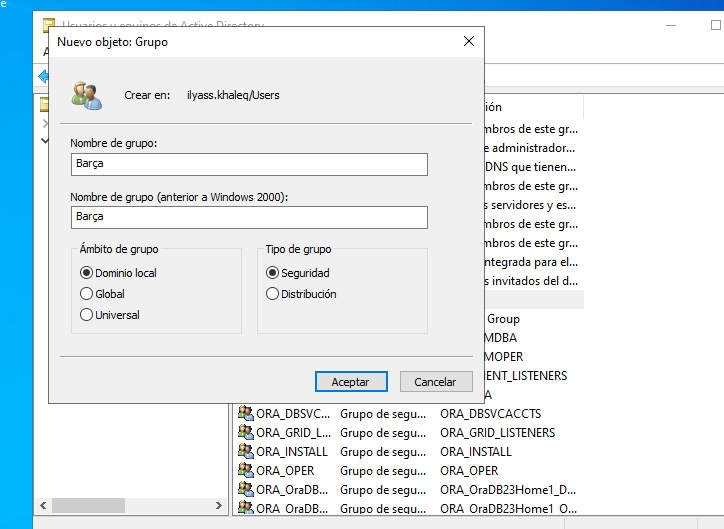 e
Usuarios y equipos de Active Directory
Nuevo objeto: Grupo
Crear en: ilyass.khaleq/Users
Nombre de grupo:
Barça
Nombre de grupo (anterior a Windows 2000):
Barça
Ámbito de grupo
Dominio local
Global
Universal
Tipo de grupo
Seguridad
Distribución
Aceptar
Cancelar
ión
mbros de este gr...
e administrador...
DNS que tienen...
mbros de este gr...
s servidores y es...
mbros de este gr...
mbros de este gr...
ntegrada para el...
s invitados del d...
Group
MDBA
MOPER
ENT_LISTENERS
A
ORA_DBSVC... Grupo de segu... ORA_DBSVCACCTS
ORA_GRID_L... Grupo de segu... ORA_GRID_LISTENERS
ORA_INSTALL Grupo de segu... ORA_INSTALL
ORA_OPER Grupo de segu... ORA_OPER
ORA_OraDB... Grupo de segu... ORA_OraDB23Home1_D...
ORA_OraDB... Grupo de segu... ORA_OraDB23Home1_O...